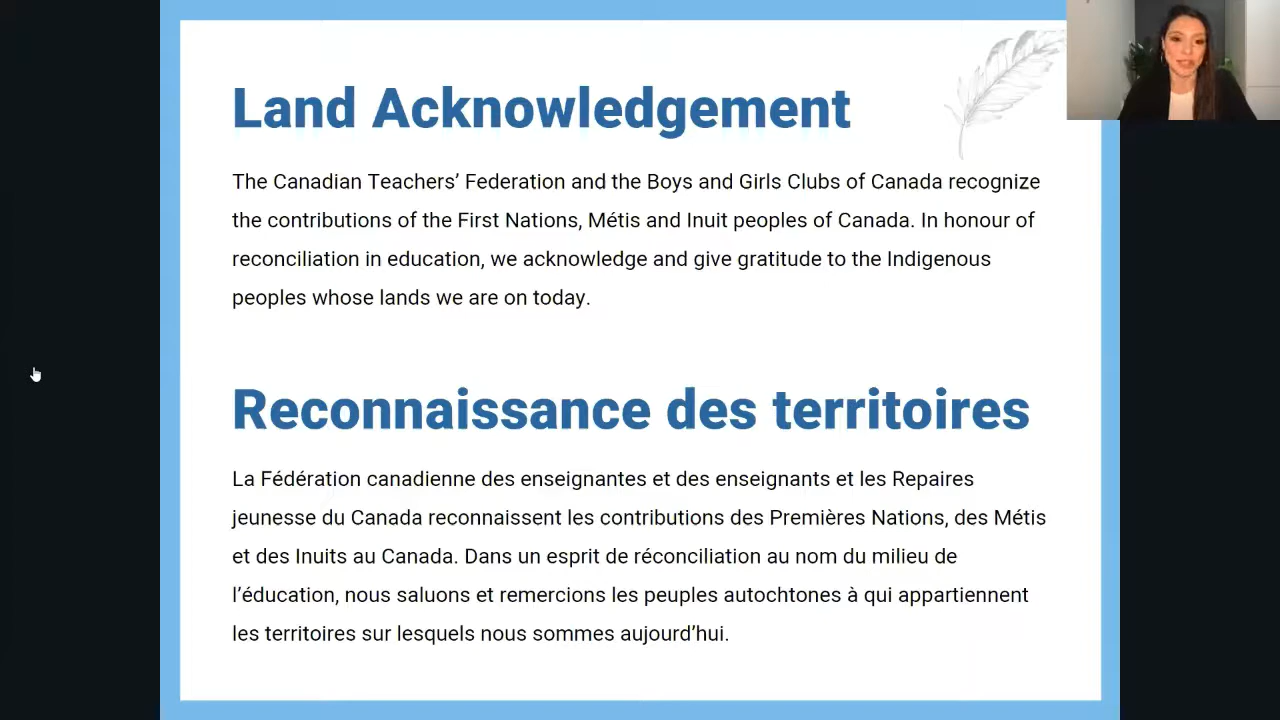 Land Acknowledgement
The Canadian Teachers’ Federation and the Boys and Girls Clubs of Canada recognize
the contributions of the First Nations, Métis and Inuit peoples of Canada. In honour of
reconciliation in education, we acknowledge and give gratitude to the Indigenous
peoples whose lands we are on today.
Reconnaissance des territoires
La Fédération canadienne des enseignantes et des enseignants et les Repaires
jeunesse du Canada reconnaissent les contributions des Premières Nations, des Métis
et des Inuits au Canada. Dans un esprit de réconciliation au nom du milieu de
l’éducation, nous saluons et remercions les peuples autochtones à qui appartiennent
les territoires sur lesquels nous sommes aujourd’hui.